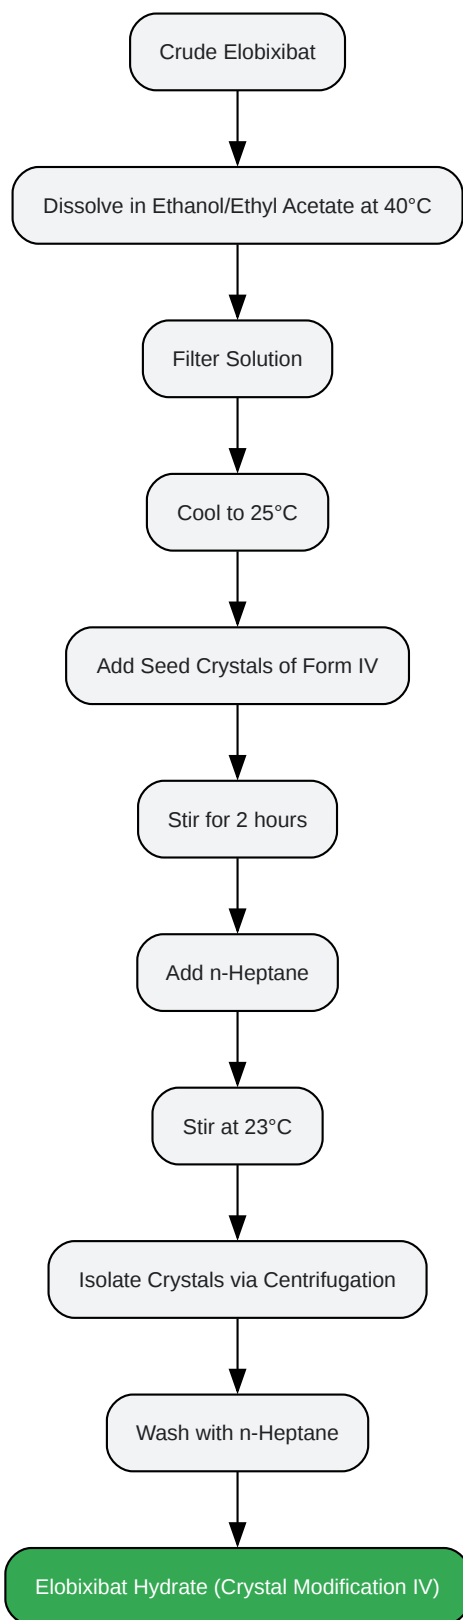 Crude Elobixibat
Dissolve in Ethanol/Ethyl Acetate at 40°C
Filter Solution
Cool to 25°C
Add Seed Crystals of Form IV
Stir for 2 hours
Add n-Heptane
Stir at 23°C
Isolate Crystals via Centrifugation
Wash with n-Heptane
Elobixibat Hydrate (Crystal Modification IV)